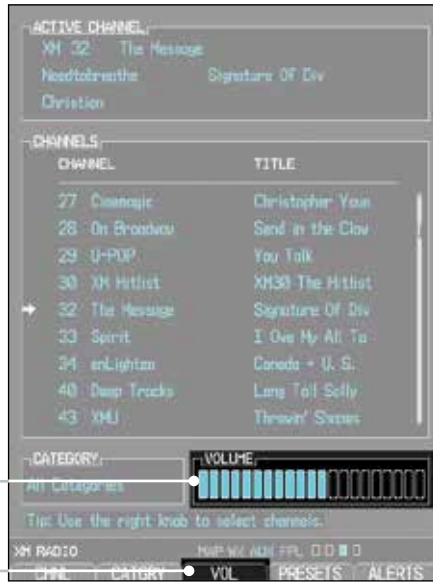 ACTIVE CHANNEL
XM 32 The Message
Needtobreathe Signature Of Div
Christian
CHANNELS
CHANNEL TITLE
27 Cinemagic Christopher Youn
28 On Broadway Send in the Clow
29 U-POP You Talk
30 XM Hitlist XM30 The Hitlist
32 The Message Signature Of Div
33 Spirit I Owe My All To
34 enLighten Canada + U. S.
40 Deep Tracks Long Tall Sally
43 XMU Throwin' Shapes
CATEGORY VOLUME
All Categories
Tip: Use the right knob to select channels.
XM RADIO MAP WX AUX FPL
CHNL CATGRY VOL PRESETS ALERTS